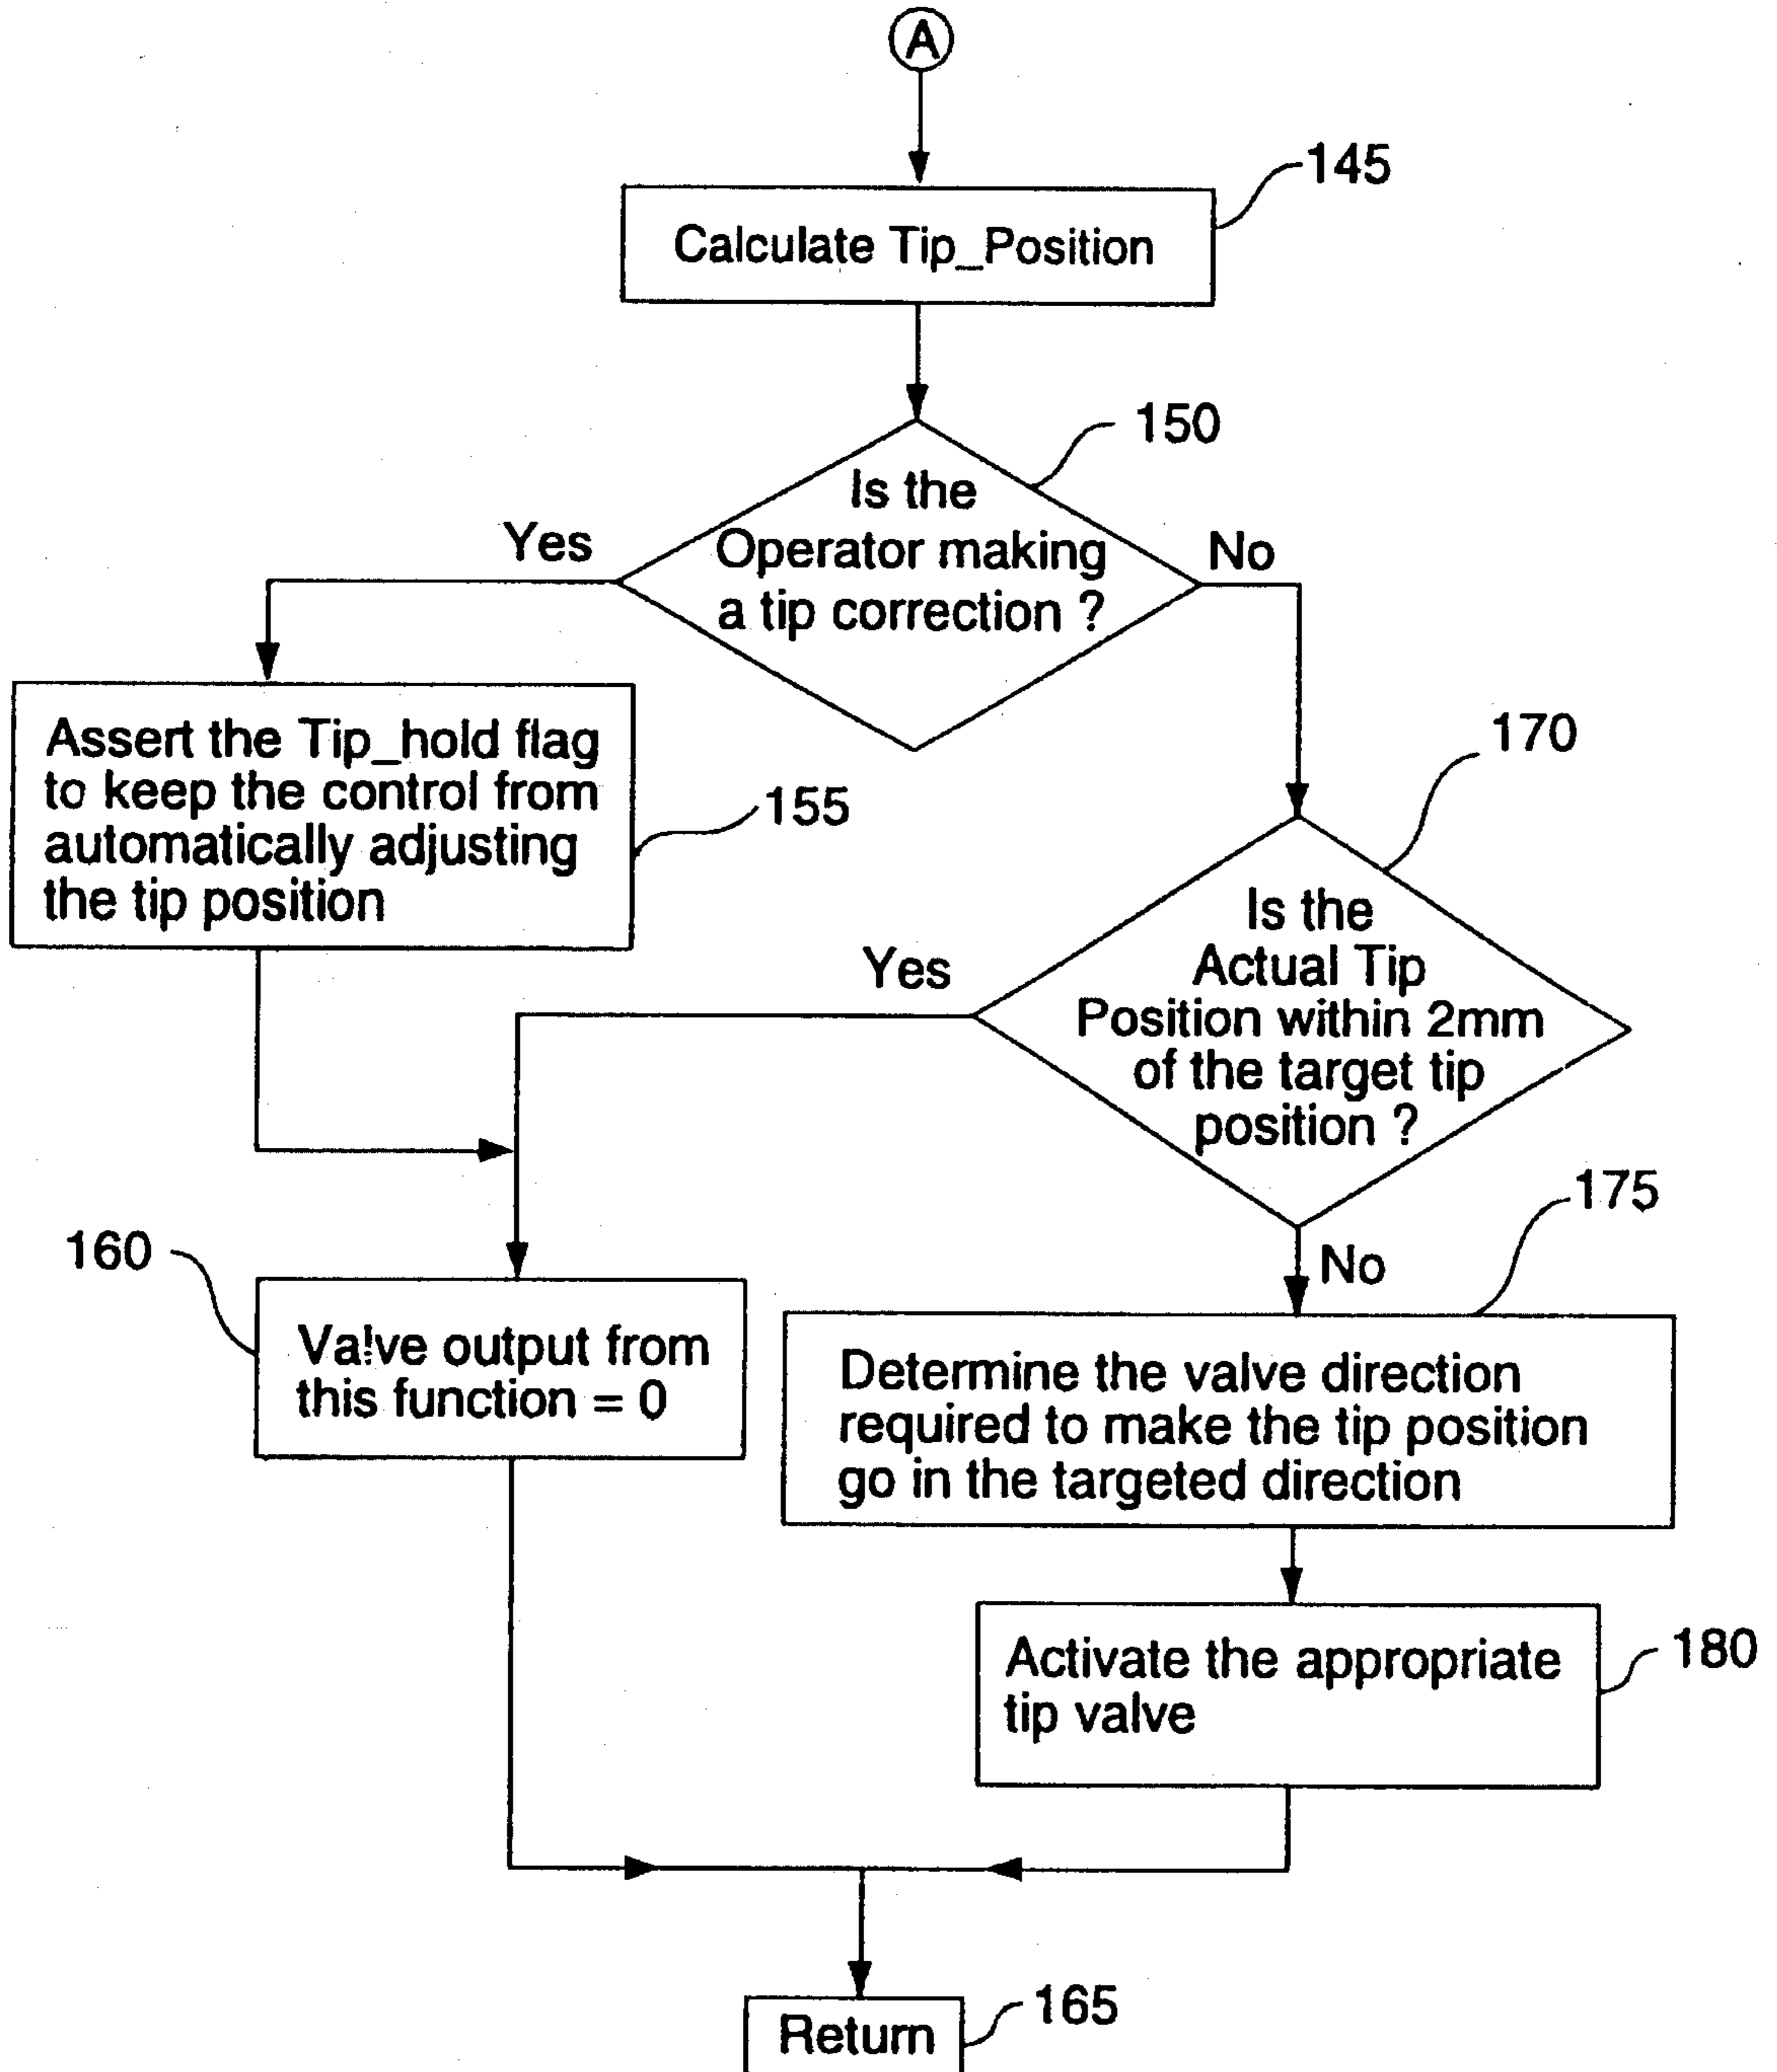 A
145
Calculate Tip_Position
150
Is the
Operator making
a tip correction ?
Yes
No
Assert the Tip_hold flag
to keep the control from
automatically adjusting
the tip position
155
170
Is the
Actual Tip
Position within 2mm
of the target tip
position ?
Yes
No
160
Valve output from
this function = 0
175
Determine the valve direction
required to make the tip position
go in the targeted direction
Activate the appropriate
tip valve
180
Return
165